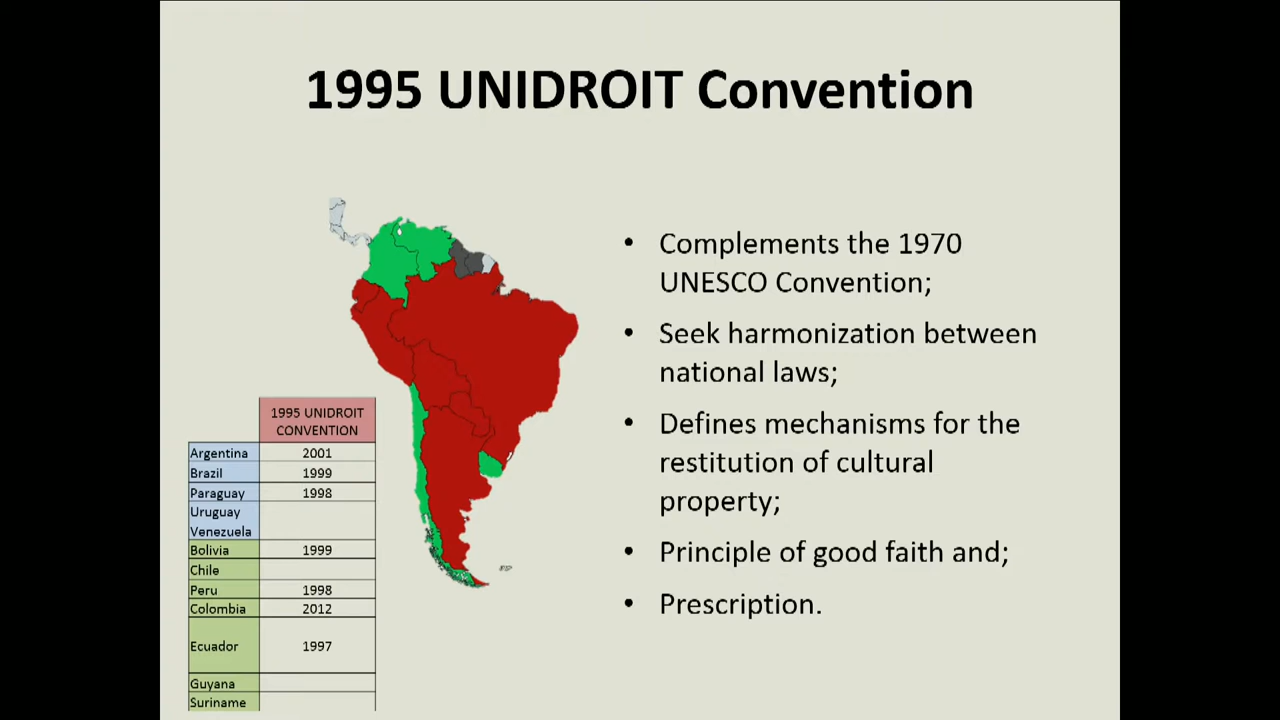 1995 UNIDROIT Convention
• Complements the 1970
UNESCO Convention;
• Seek harmonization between
national laws;
• Defines mechanisms for the
restitution of cultural
property;
• Principle of good faith and;
• Prescription.
1995 UNIDROIT
CONVENTION
Argentina 2001
Brazil 1999
Paraguay 1998
Uruguay
Venezuela
Bolivia 1999
Chile
Peru 1998
Colombia 2012
Ecuador 1997
Guyana
Suriname